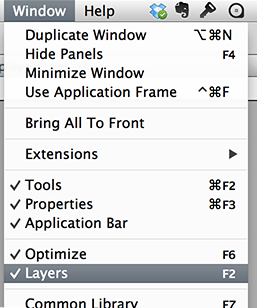 Window Help
Duplicate Window ⌥⌘N
Hide Panels F4
Minimize Window
Use Application Frame ^⌘F
Bring All To Front
Extensions ▶
✓ Tools ⌘F2
✓ Properties ⌘F3
✓ Application Bar
✓ Optimize F6
✓ Layers F2
Common Library F7